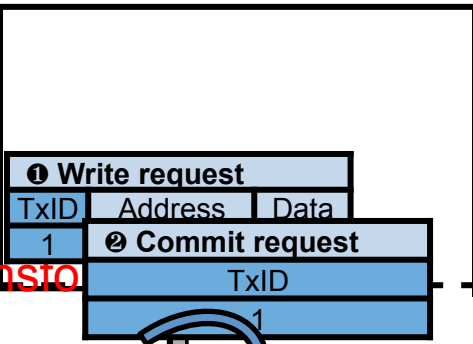 ❶ Write request
TxID Address Data
1
❷ Commit request
TxID
1